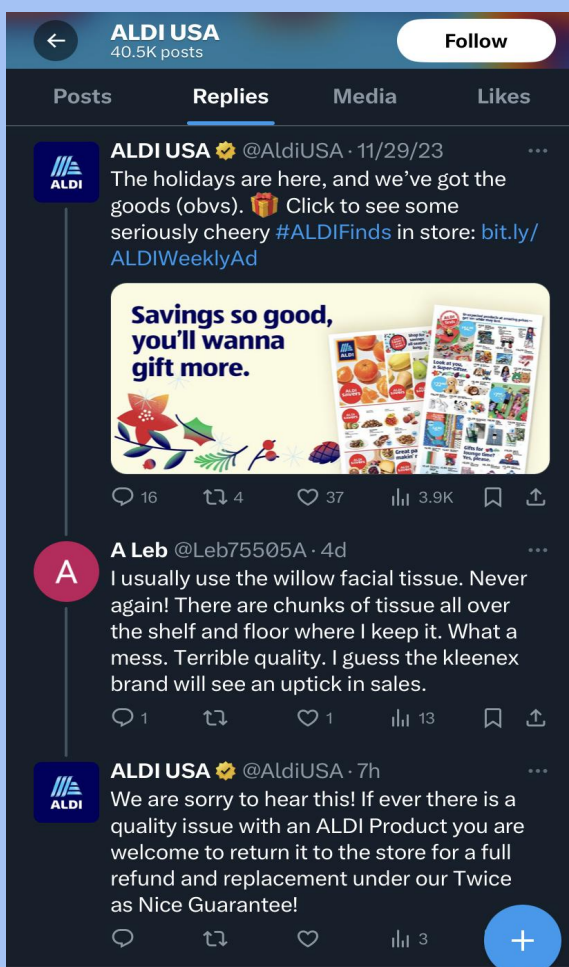 ALDI USA
40.5K posts
Follow
Posts Replies Media Likes
ALDI
ALDI USA @AldiUSA · 11/29/23
The holidays are here, and we've got the
goods (obvs). 🎁 Click to see some
seriously cheery #ALDIFinds in store: bit.ly/
ALDIWeeklyAd
Savings so good,
you'll wanna
gift more.
ALDI
16 4 37 3.9K
A
A Leb @Leb75505A · 4d
I usually use the willow facial tissue. Never
again! There are chunks of tissue all over
the shelf and floor where I keep it. What a
mess. Terrible quality. I guess the kleenex
brand will see an uptick in sales.
1 1 13
ALDI
ALDI USA @AldiUSA · 7h
We are sorry to hear this! If ever there is a
quality issue with an ALDI Product you are
welcome to return it to the store for a full
refund and replacement under our Twice
as Nice Guarantee!
3